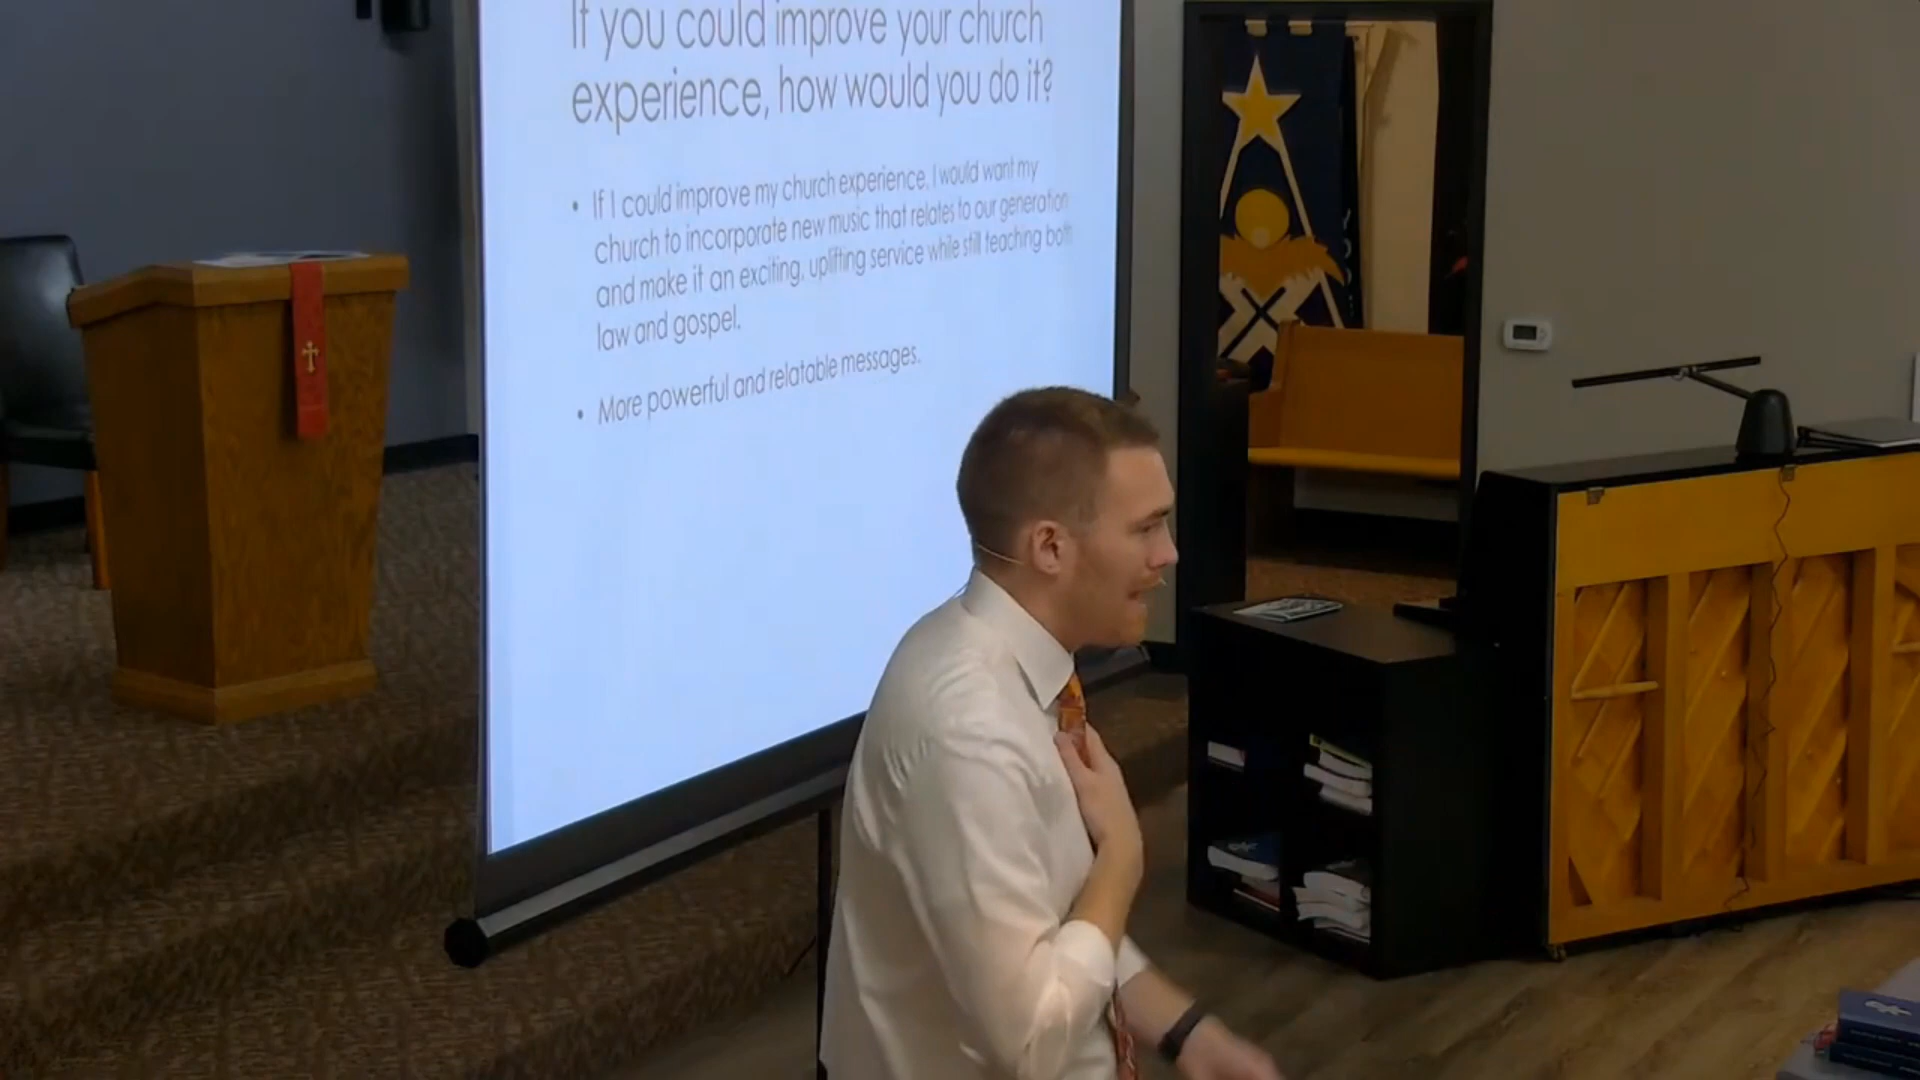 If you could improve your church
experience, how would you do it?
• If I could improve my church experience, I would want my
church to incorporate new music that relates to our generation
and make it an exciting, uplifting service while still teaching both
law and gospel.
• More powerful and relatable messages.